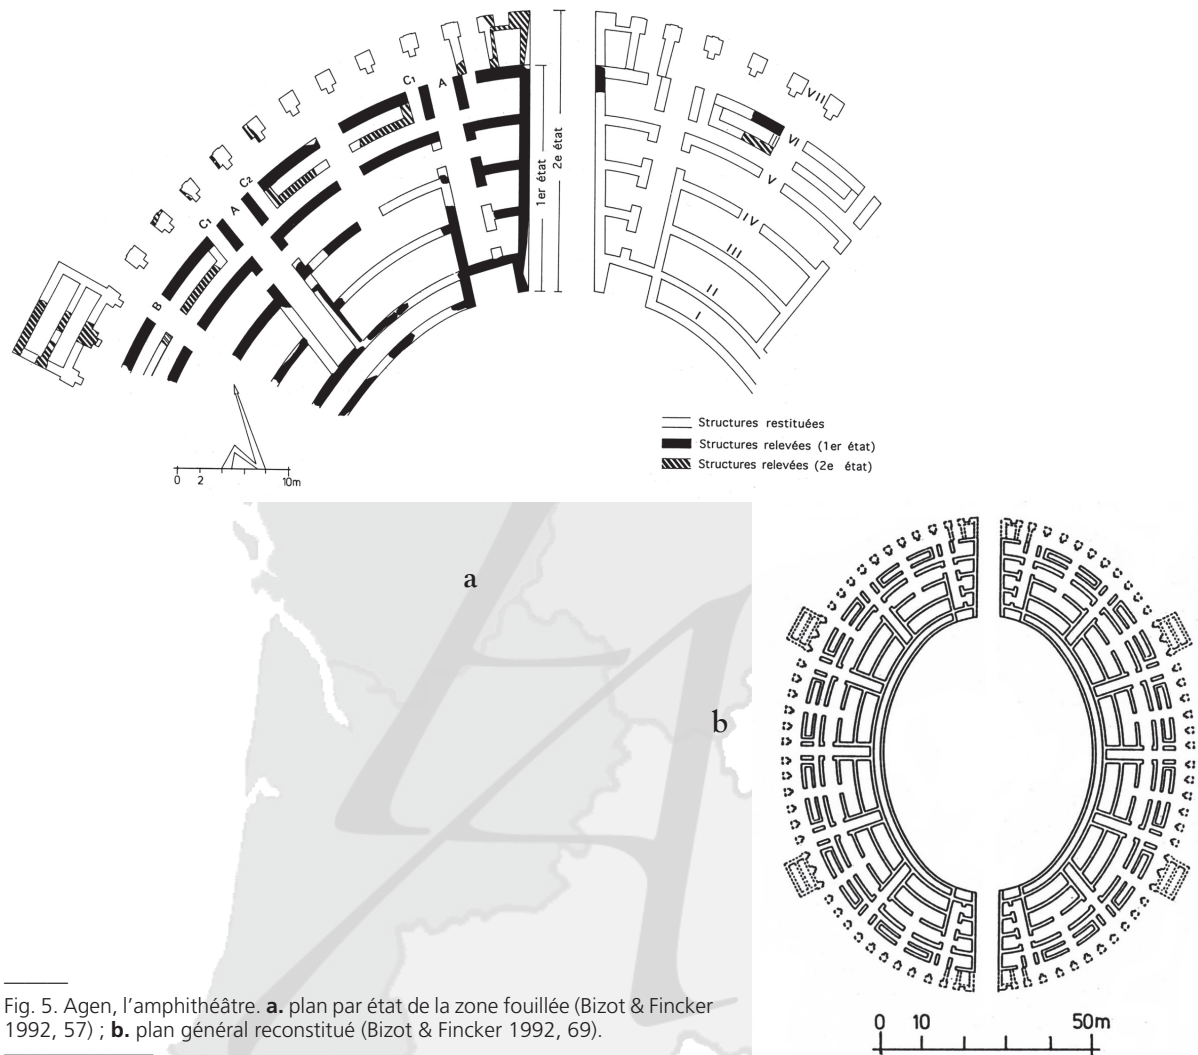 C1
A
2e état
1er état
VII
VI
V
IV
III
II
I
C2
C1
A
B
0 2 10m
Structures restituées
Structures relevées (1er état)
Structures relevées (2e état)
a
b
Fig. 5. Agen, l’amphithéâtre. a. plan par état de la zone fouillée (Bizot & Fincker
1992, 57) ; b. plan général reconstitué (Bizot & Fincker 1992, 69).
0 10 50m